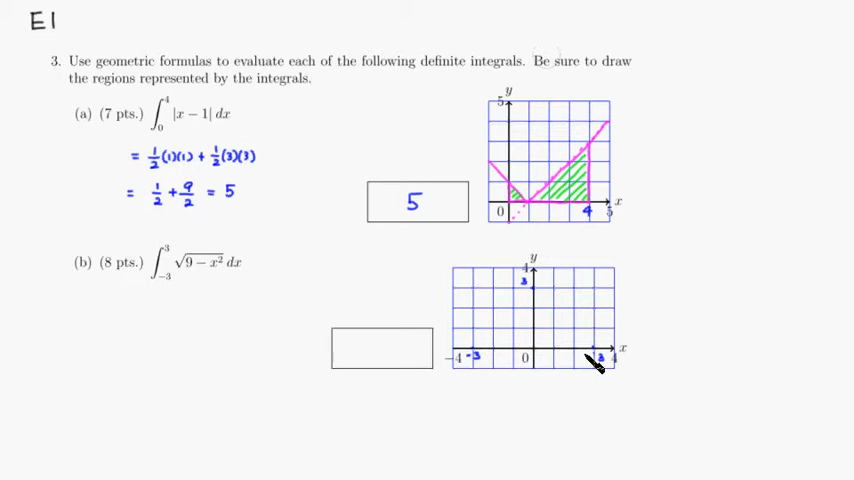 E1
3. Use geometric formulas to evaluate each of the following definite integrals. Be sure to draw
the regions represented by the integrals.
(a) (7 pts.) ∫₀⁴ |x − 1| dx
= 1/2(1)(1) + 1/2(3)(3)
= 1/2 + 9/2 = 5
5
y
5
0
4
5
x
(b) (8 pts.) ∫₋₃³ √(9 − x²) dx
y
4
3
−4
-3
0
3
4
x